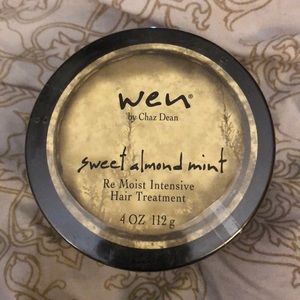 wen®
by Chaz Dean
sweet almond mint
Re Moist Intensive
Hair Treatment
4 OZ 112 g